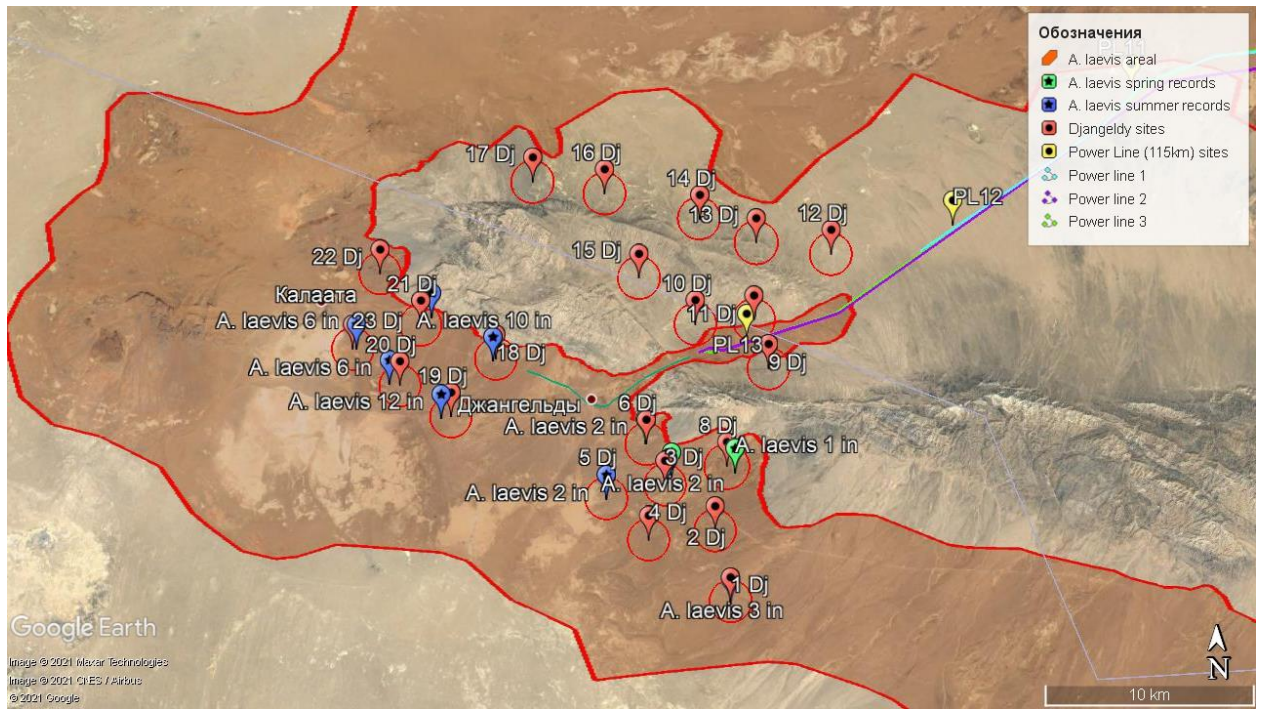 Обозначения
PL11
A. laevis areal
A. laevis spring records
A. laevis summer records
Djangeldy sites
Power Line (115km) sites
Power line 1
Power line 2
Power line 3
17 Dj
16 Dj
14 Dj
13 Dj
12 Dj
PL12
15 Dj
22 Dj
21 Dj
10 Dj
Калаата
A. laevis 6 in
23 Dj
A. laevis 10 in
11 Dj
PL13
20 Dj
18 Dj
9 Dj
A. laevis 6 in
19 Dj
A. laevis 12 in
Джангельды
6 Dj
A. laevis 2 in
8 Dj
A. laevis 1 in
5 Dj
3 Dj
A. laevis 2 in
A. laevis 2 in
4 Dj
2 Dj
1 Dj
A. laevis 3 in
Google Earth
Image © 2021 Maxar Technologies
Image © 2021 CNES / Airbus
© 2021 Google
N
10 km